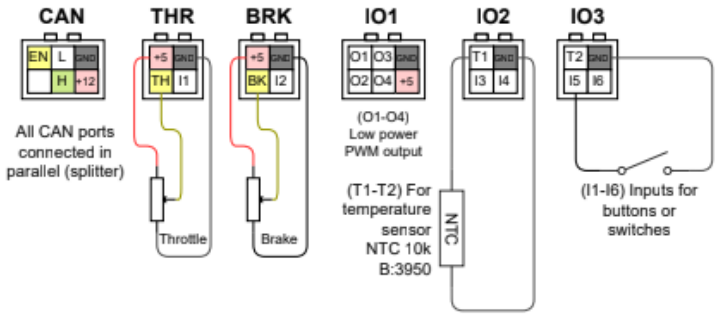 CAN THR BRK IO1 IO2 IO3
EN L GND +5 GND +5 GND O1 O3 GND T1 GND T2 GND
H +12 TH I1 BK I2 O2 O4 +5 I3 I4 I5 I6
All CAN ports
connected in
parallel (splitter)
Throttle
Brake
(O1-O4)
Low power
PWM output
(T1-T2) For
temperature
sensor
NTC 10k
B:3950
NTC
(I1-I6) Inputs for
buttons or
switches